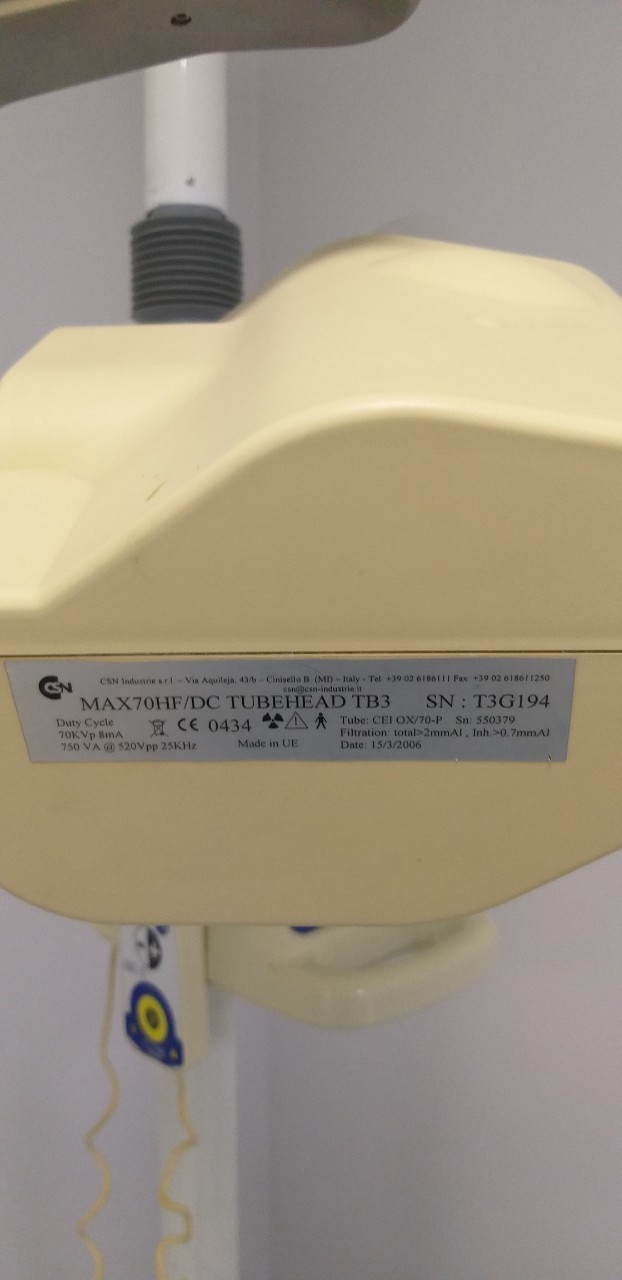 CSN
CSN Industrie s.r.l – Via Aquileja, 43/b – Cinisello B. (MI) – Italy - Tel +39 02 6186111 Fax +39 02 618611250
csn@csn-industrie.it
MAX70HF/DC TUBEHEAD TB3 SN : T3G194
Duty Cycle
70KVp 8mA
750 VA @ 520Vpp 25KHz
CE 0434
Made in UE
Tube: CEI OX/70-P Sn: 550379
Filtration: total>2mmAl , Inh.>0.7mmAl
Date: 15/3/2006